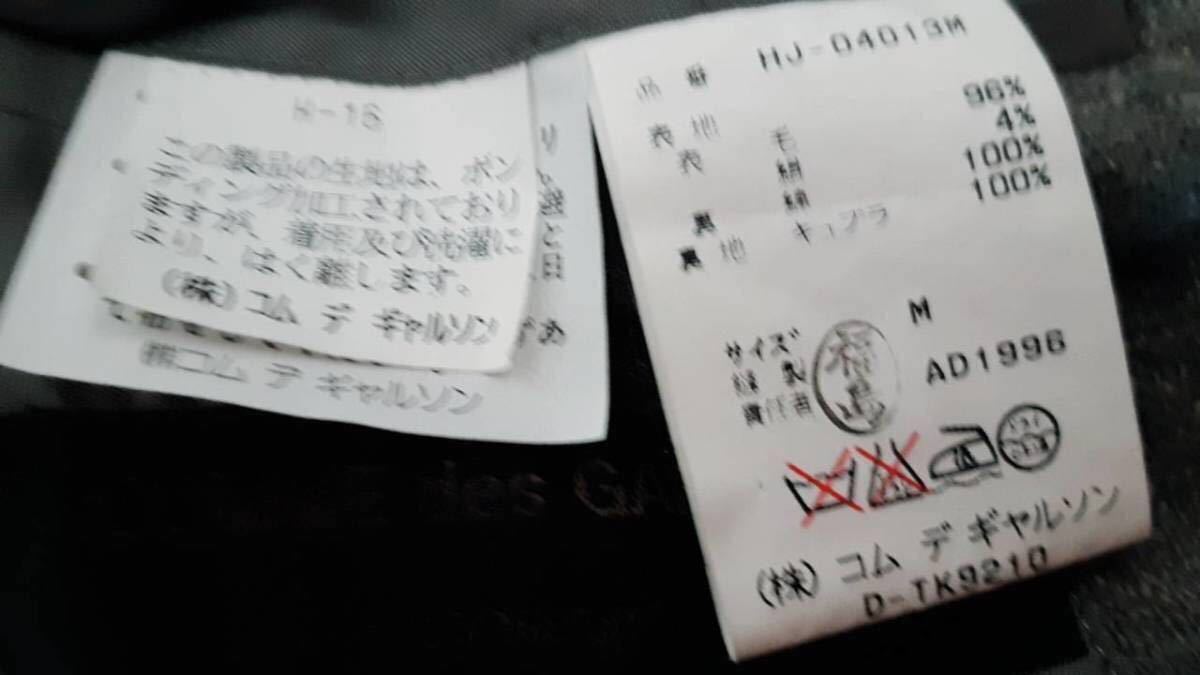 K-16
この製品の生地は、ボン
ディング加工されており
ますが、着用及び洗濯に
より、はく離します。
(株) コム デ ギャルソン
㈱コム デ ギャルソン
品 番 HJ-04013M
表 地
表 毛 96%
絹 4%
裏 綿 100%
裏 地 キュプラ 100%
サイズ M
縫 製
責任者 福島 AD1996
(株) コム デ ギャルソン
D-TK9210
des GA